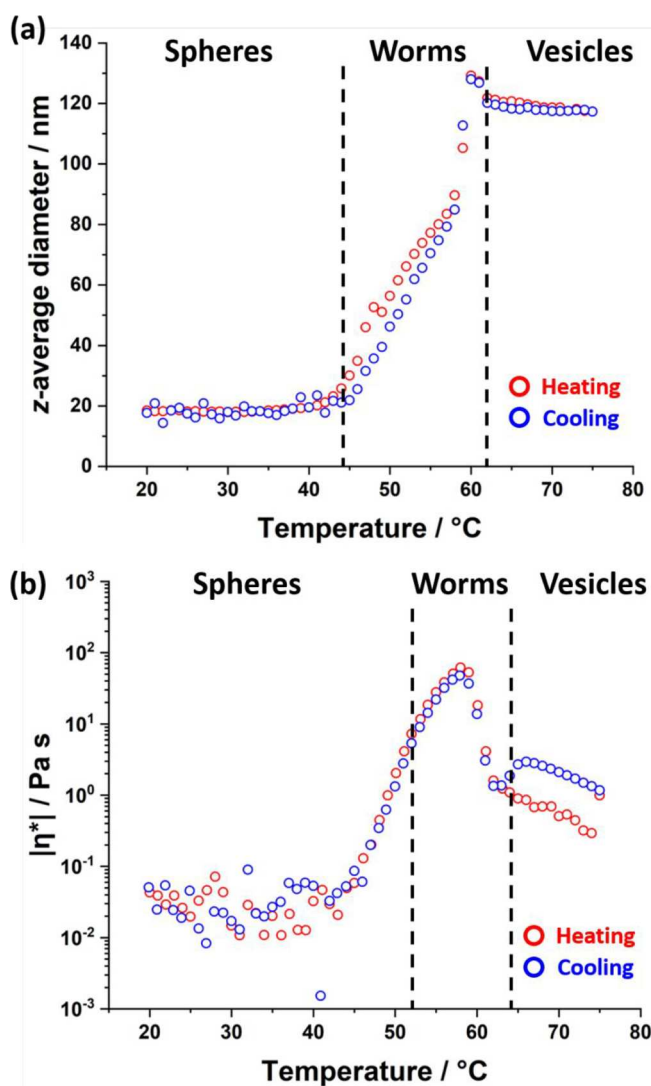 (a)
Spheres Worms Vesicles
140
120
100
80
60
40
20
0
z-average diameter / nm
Heating
Cooling
20 30 40 50 60 70 80
Temperature / °C
(b)
Spheres Worms Vesicles
10³
10²
10¹
10⁰
10⁻¹
10⁻²
10⁻³
|η*| / Pa s
Heating
Cooling
20 30 40 50 60 70 80
Temperature / °C